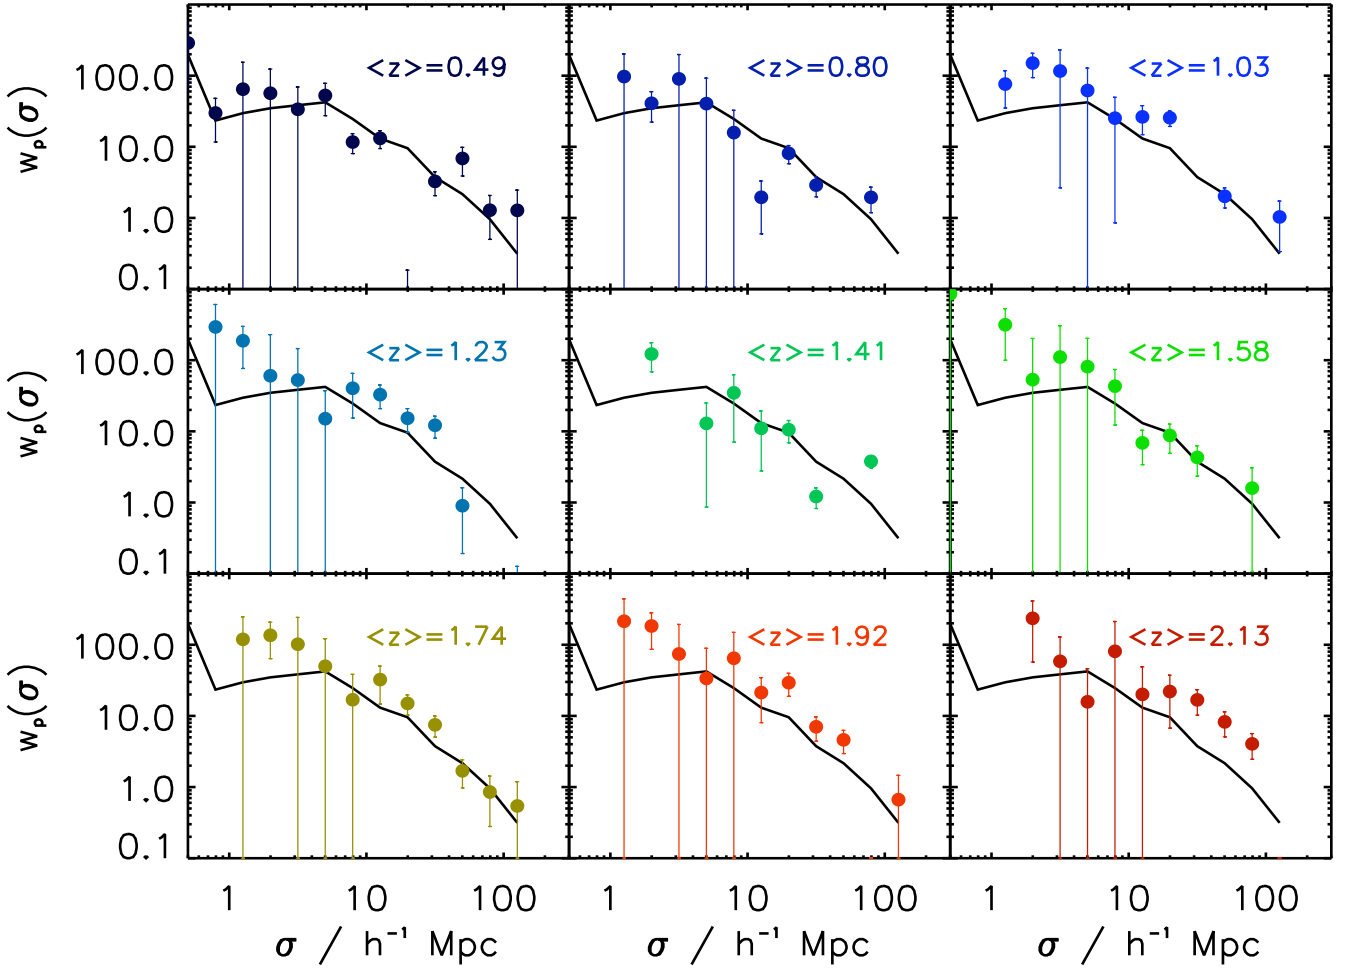 <z>=0.49 <z>=0.80 <z>=1.03
wp(σ)
100.0
10.0
1.0
0.1
<z>=1.23 <z>=1.41 <z>=1.58
wp(σ)
100.0
10.0
1.0
0.1
<z>=1.74 <z>=1.92 <z>=2.13
wp(σ)
100.0
10.0
1.0
0.1
1 10 100 1 10 100 1 10 100
σ / h⁻¹ Mpc σ / h⁻¹ Mpc σ / h⁻¹ Mpc